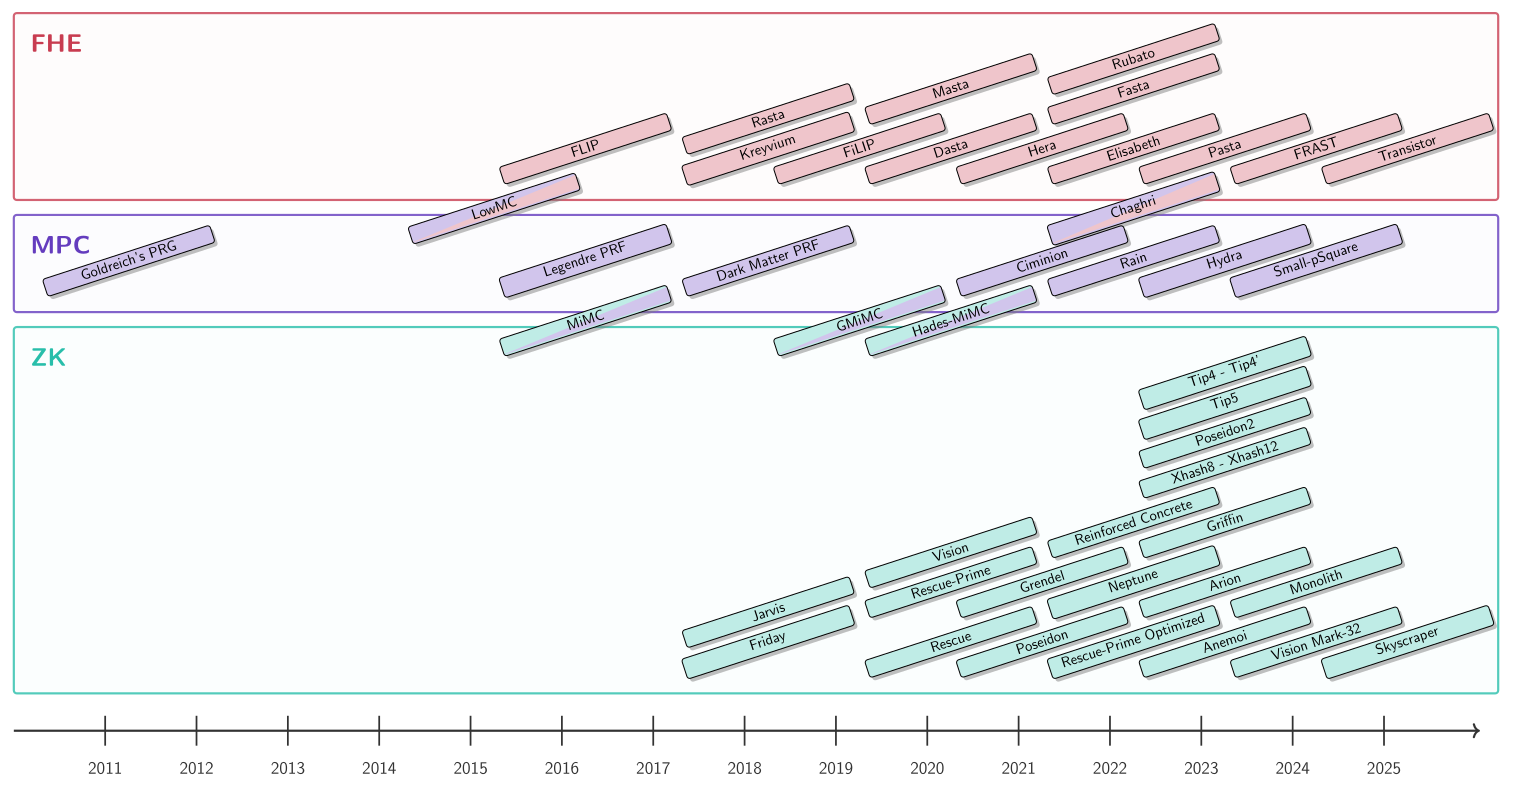 FHE
Rubato
Fasta
Masta
Rasta
Kreyvium
FLIP
FiLIP
Dasta
Hera
Elisabeth
Pasta
FRAST
Transistor
LowMC
Chaghri
MPC
Goldreich's PRG
Legendre PRF
Dark Matter PRF
Ciminion
Rain
Hydra
Small-pSquare
MiMC
GMiMC
Hades-MiMC
ZK
Tip4 - Tip4'
Tip5
Poseidon2
Xhash8 - Xhash12
Reinforced Concrete
Griffin
Vision
Rescue-Prime
Grendel
Neptune
Arion
Monolith
Jarvis
Friday
Rescue
Poseidon
Rescue-Prime Optimized
Anemoi
Vision Mark-32
Skyscraper
2011 2012 2013 2014 2015 2016 2017 2018 2019 2020 2021 2022 2023 2024 2025